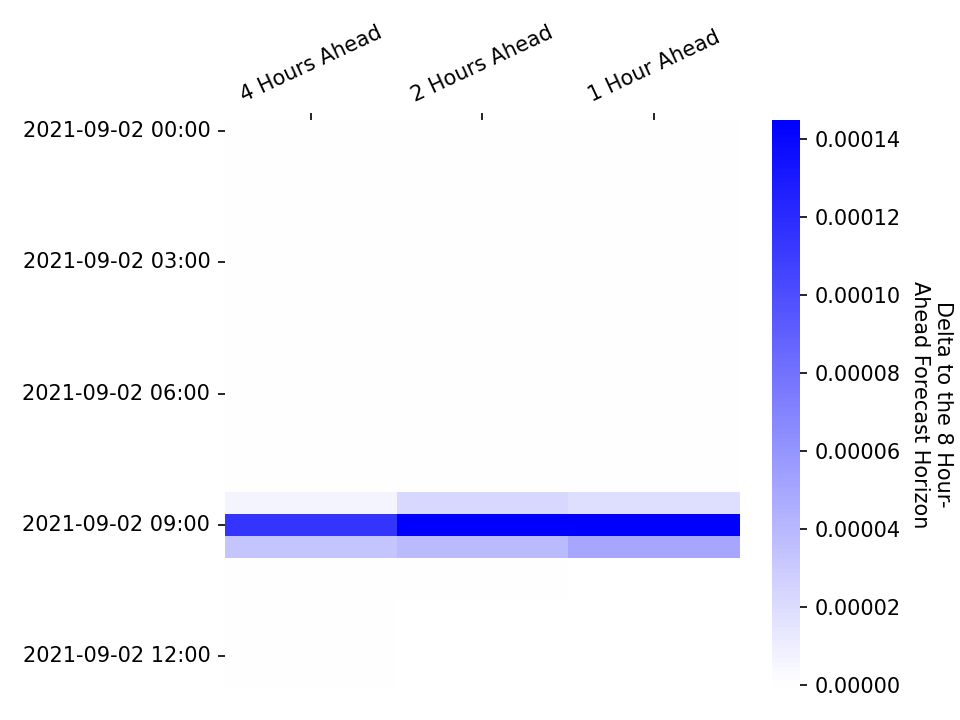 4 Hours Ahead
2 Hours Ahead
1 Hour Ahead
2021-09-02 00:00
2021-09-02 03:00
2021-09-02 06:00
2021-09-02 09:00
2021-09-02 12:00
0.00014
0.00012
0.00010
0.00008
0.00006
0.00004
0.00002
0.00000
Delta to the 8 Hour-
Ahead Forecast Horizon